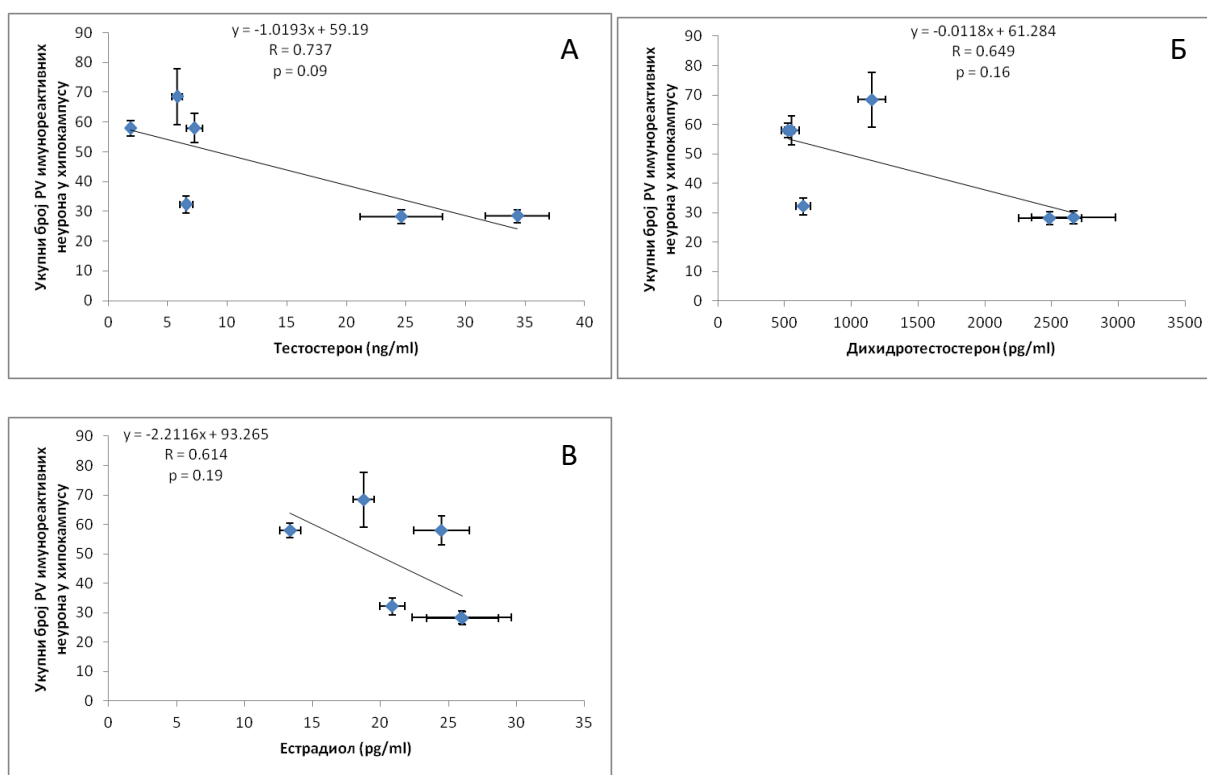 y = -1.0193x + 59.19
R = 0.737
p = 0.09
А
Укупни број PV имунореактивних
неурона у хипокампусу
90
80
70
60
50
40
30
20
10
0
0 5 10 15 20 25 30 35 40
Тестостерон (ng/ml)
y = -0.0118x + 61.284
R = 0.649
p = 0.16
Б
Укупни број PV имунореактивних
неурона у хипокампусу
90
80
70
60
50
40
30
20
10
0
0 500 1000 1500 2000 2500 3000 3500
Дихидротестостерон (pg/ml)
y = -2.2116x + 93.265
R = 0.614
p = 0.19
В
Укупни број PV имунореактивних
неурона у хипокампусу
90
80
70
60
50
40
30
20
10
0
0 5 10 15 20 25 30 35
Естрадиол (pg/ml)